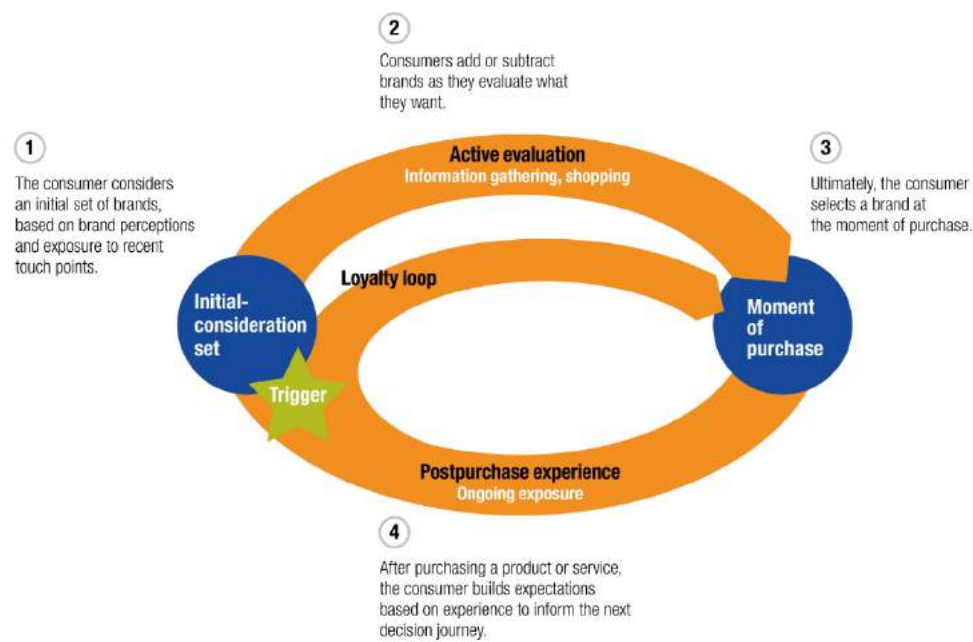 1
The consumer considers
an initial set of brands,
based on brand perceptions
and exposure to recent
touch points.
2
Consumers add or subtract
brands as they evaluate what
they want.
3
Ultimately, the consumer
selects a brand at
the moment of purchase.
Active evaluation
Information gathering, shopping
Loyalty loop
Initial-
consideration
set
Trigger
Moment
of
purchase
Postpurchase experience
Ongoing exposure
4
After purchasing a product or service,
the consumer builds expectations
based on experience to inform the next
decision journey.